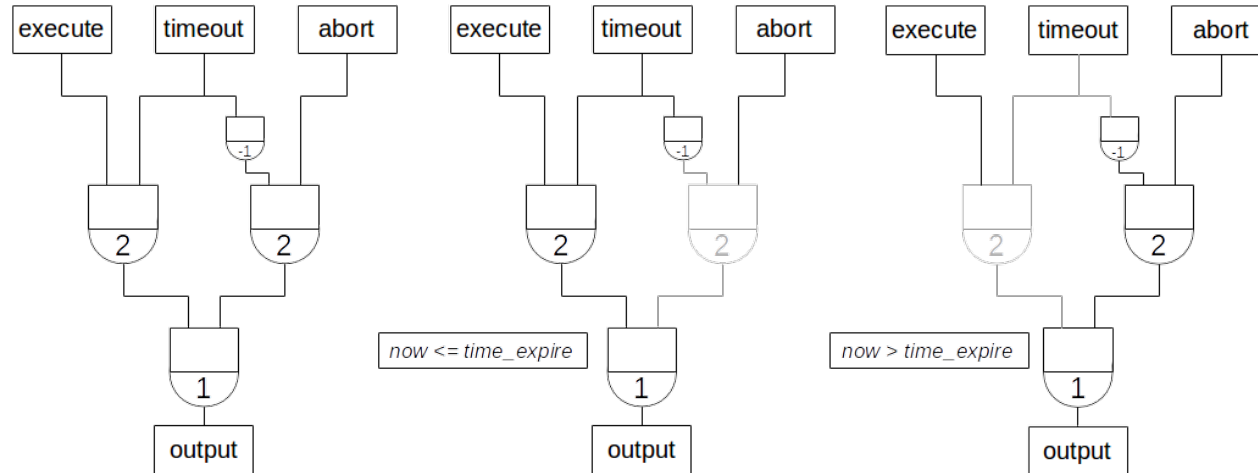 execute timeout abort
-1
2 2
1
output
execute timeout abort
-1
2 2
now <= time_expire
1
output
execute timeout abort
-1
2 2
now > time_expire
1
output